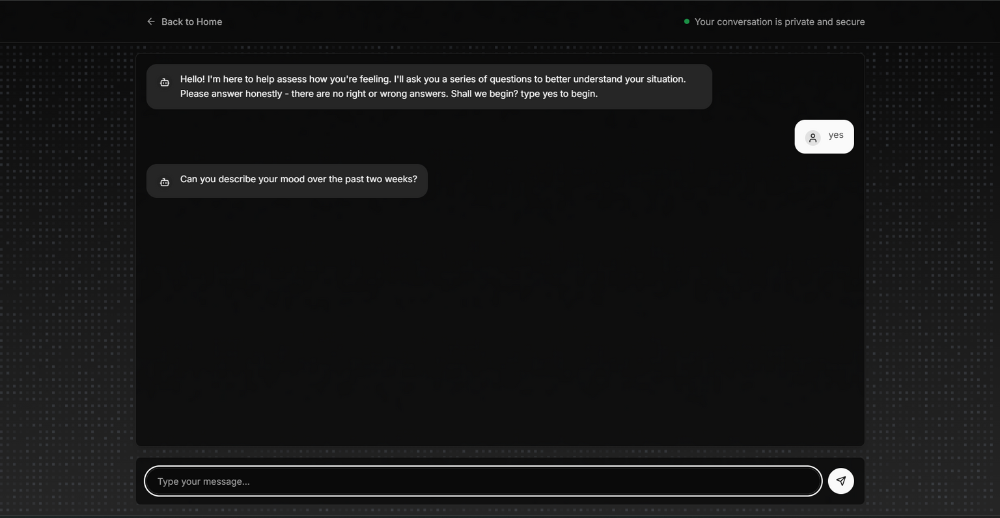 Back to Home
Your conversation is private and secure
Hello! I'm here to help assess how you're feeling. I'll ask you a series of questions to better understand your situation.
Please answer honestly - there are no right or wrong answers. Shall we begin? type yes to begin.
yes
Can you describe your mood over the past two weeks?
Type your message...